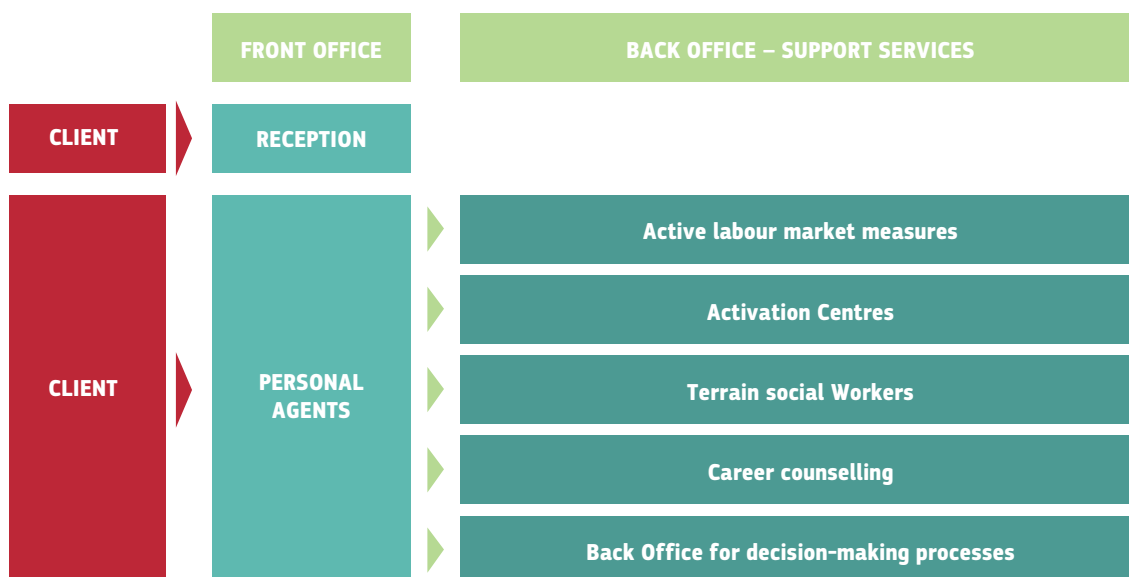 FRONT OFFICE
BACK OFFICE – SUPPORT SERVICES
CLIENT
RECEPTION
CLIENT
PERSONAL
AGENTS
Active labour market measures
Activation Centres
Terrain social Workers
Career counselling
Back Office for decision-making processes